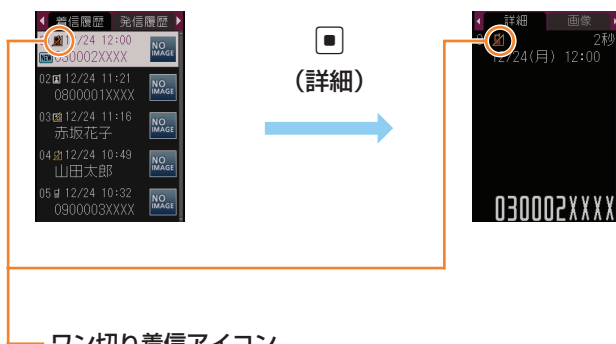 着信履歴 発信履歴
12/24 12:00
NEW 030002XXXX
NO IMAGE
02 12/24 11:21
0800001XXXX
NO IMAGE
03 12/24 11:16
赤坂花子
NO IMAGE
04 12/24 10:49
山田太郎
NO IMAGE
05 12/24 10:32
0900003XXXX
NO IMAGE
(詳細)
詳細 画像
2秒
12/24(月) 12:00
030002XXXX
ワン切り着信アイコン